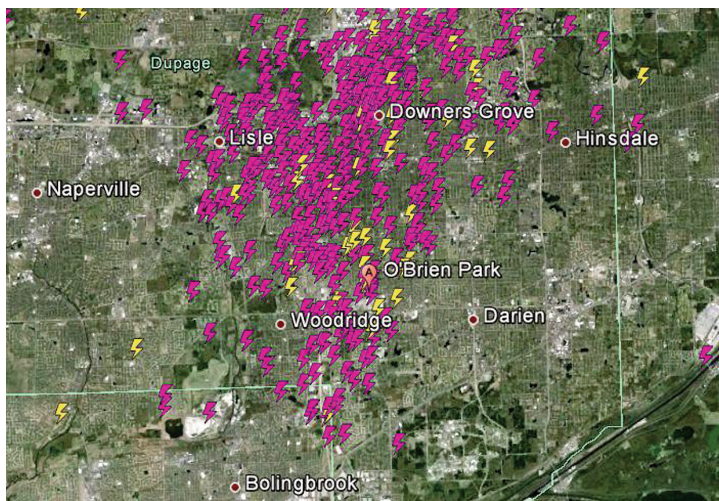 Dupage
Downers Grove
Lisle
Hinsdale
Naperville
A
O'Brien Park
Woodridge
Darien
Bolingbrook